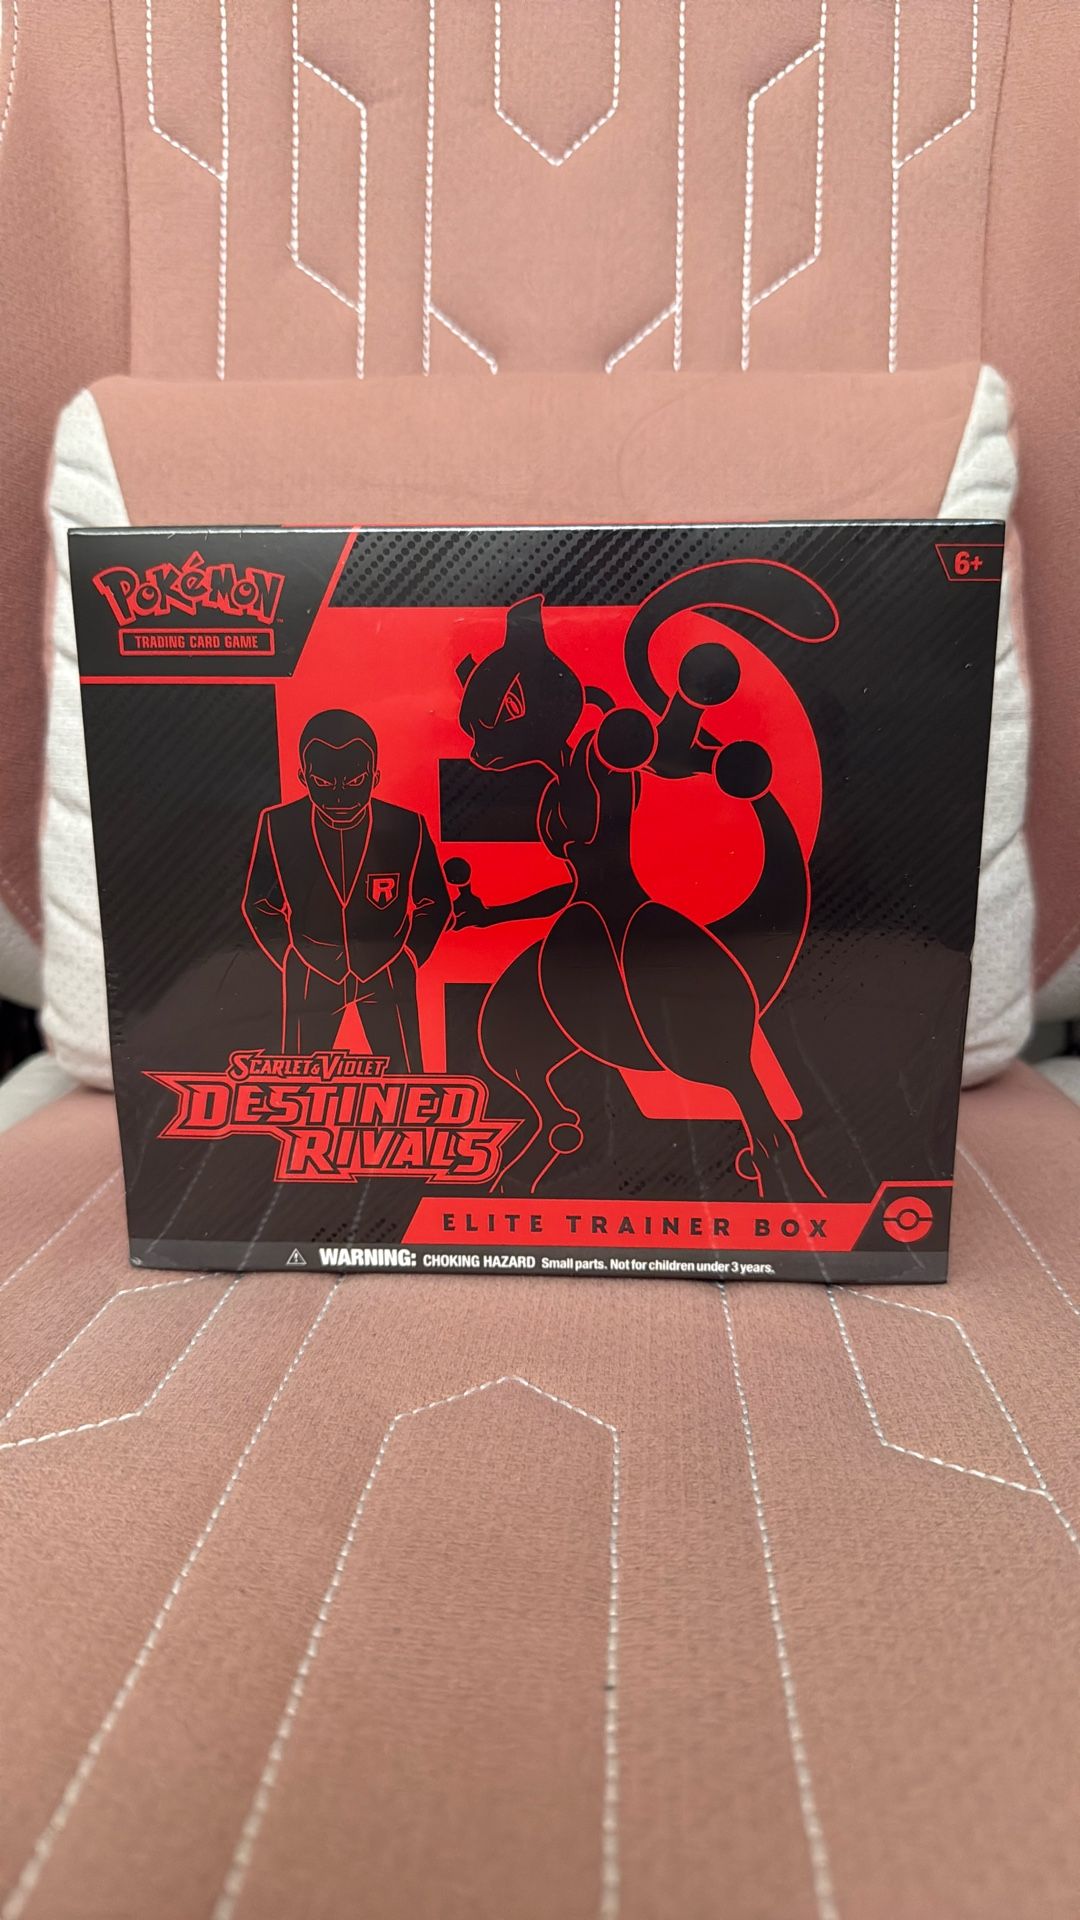 POKéMON
TRADING CARD GAME
6+
R
SCARLET & VIOLET
DESTINED
RIVALS
ELITE TRAINER BOX
WARNING: CHOKING HAZARD Small parts. Not for children under 3 years.